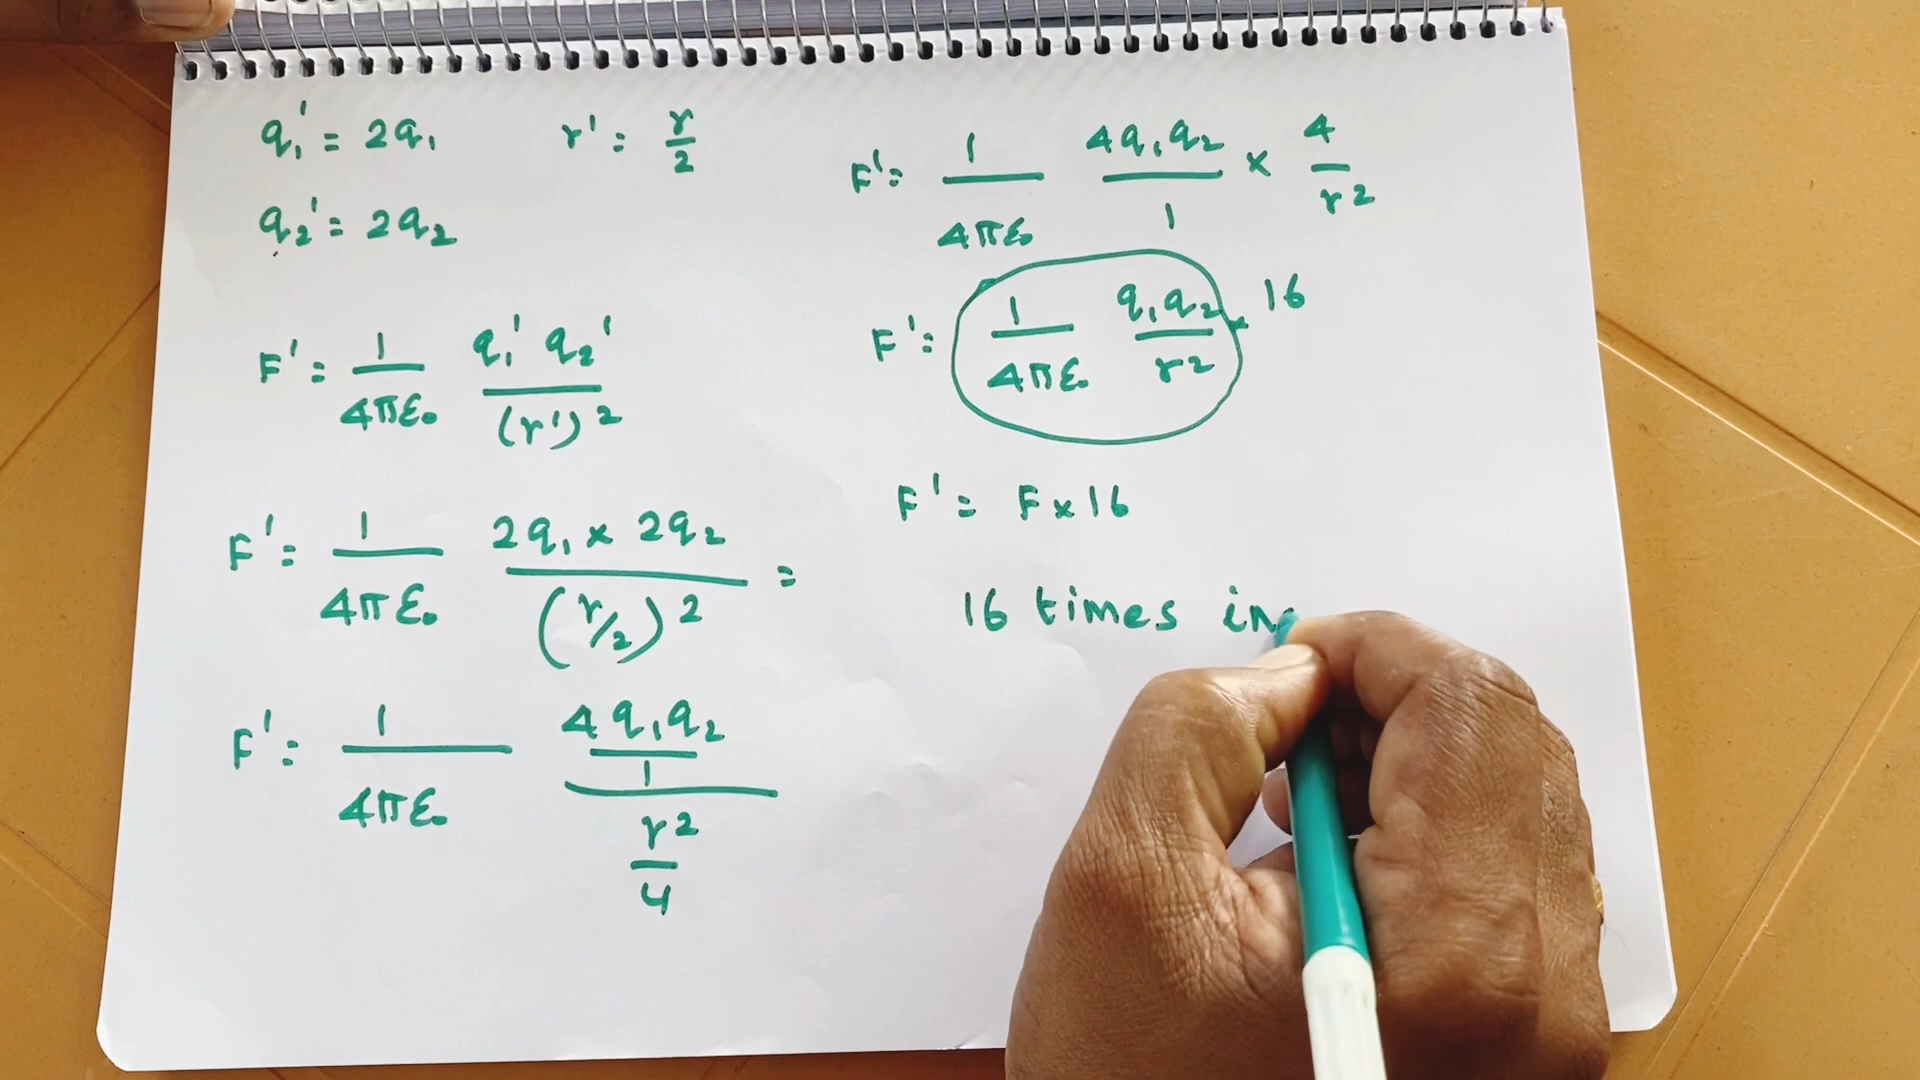 q₁' = 2q₁    r' = r/2
q₂' = 2q₂
F' = 1/4πε₀ q₁' q₂'/(r')²
F' = 1/4πε₀ 2q₁ × 2q₂/(r/2)² =
F' = 1/4πε₀ (4q₁q₂/1)/(r²/4)
F' = 1/4πε₀ 4q₁q₂/1 × 4/r²
F' = 1/4πε₀ q₁q₂/r² × 16
F' = F × 16
16 times